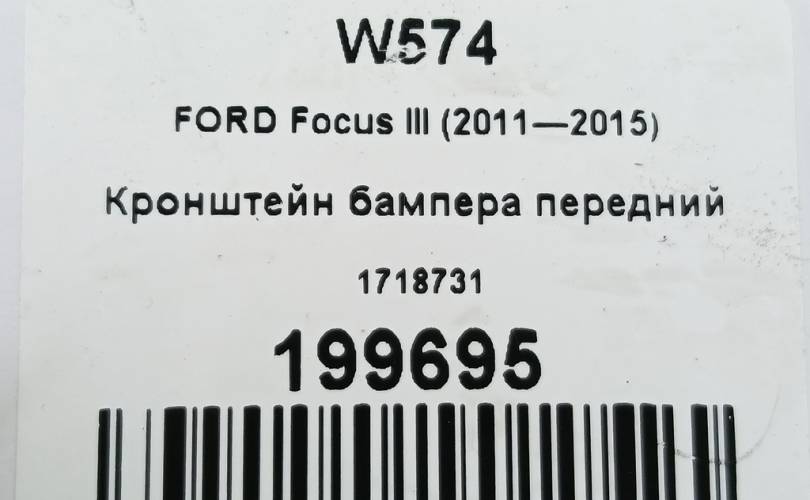 W574
FORD Focus III (2011—2015)
Кронштейн бампера передний
1718731
199695